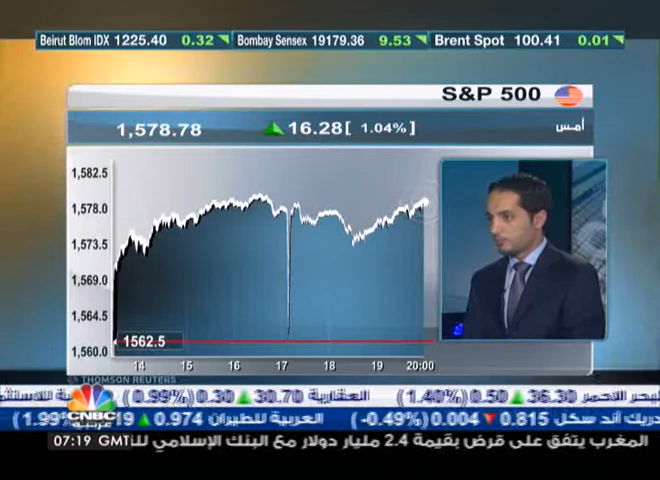 Beirut Blom IDX 1225.40 0.32 Bombay Sensex 19179.36 9.53 Brent Spot 100.41 0.01
S&P 500
1,578.78 16.28[ 1.04%] أمس
1,582.5
1,578.0
1,573.5
1,569.0
1,564.5
1562.5
1,560.0
14 15 16 17 18 19 20:00
THOMSON REUTERS
البحر الاحمر 36.30 0.50 (1.40%) العقارية 30.70 0.30 (0.99%)
CNBC
عربية
دريك أند سكل 0.815 0.004 (-0.49%) العربية للطيران 0.974 19 (1.99%
07:19 GMT المغرب يتفق على قرض بقيمة 2.4 مليار دولار مع البنك الإسلامي